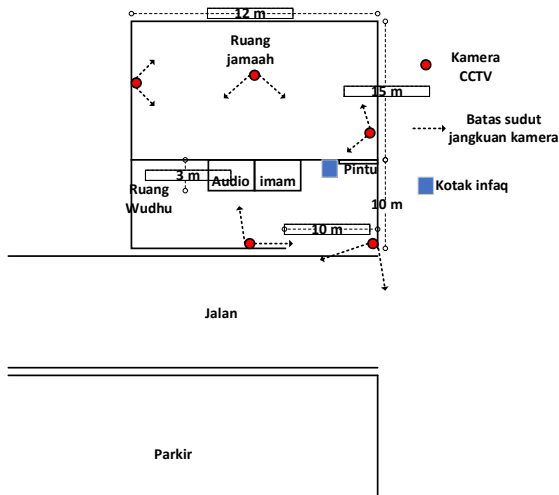 12 m
Ruang
jamaah
Kamera
CCTV
15 m
Batas sudut
jangkuan kamera
Pintu
Audio
imam
3 m
Ruang
Wudhu
Kotak infaq
10 m
10 m
Jalan
Parkir